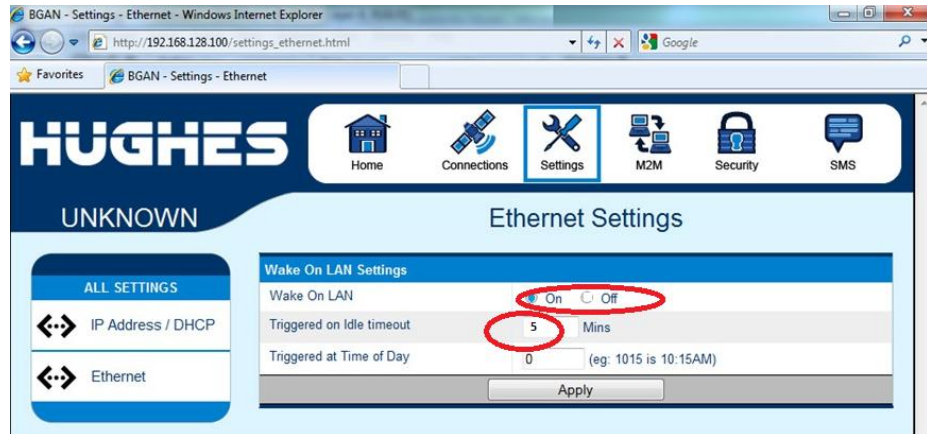 BGAN - Settings - Ethernet - Windows Internet Explorer
http://192.168.128.100/settings_ethernet.html
Google
Favorites
BGAN - Settings - Ethernet
HUGHES
Home
Connections
Settings
M2M
Security
SMS
UNKNOWN
Ethernet Settings
ALL SETTINGS
IP Address / DHCP
Ethernet
Wake On LAN Settings
Wake On LAN On Off
Triggered on Idle timeout 5 Mins
Triggered at Time of Day 0 (eg: 1015 is 10:15AM)
Apply